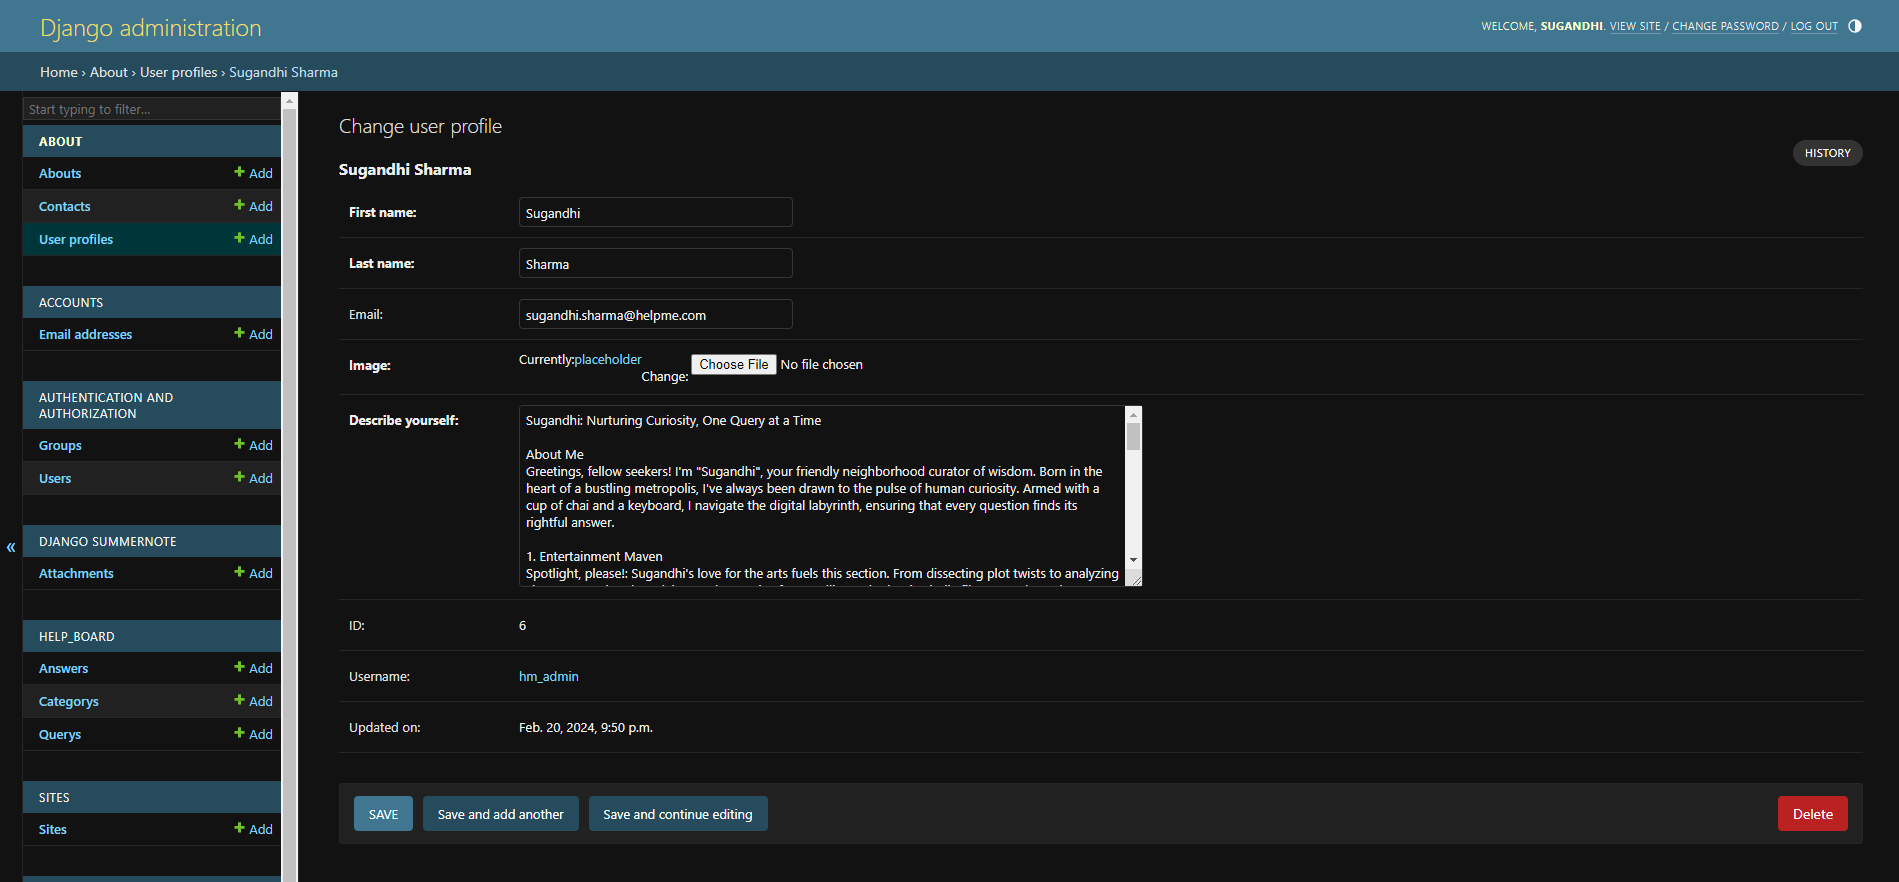 Django administration
WELCOME, SUGANDHI. VIEW SITE / CHANGE PASSWORD / LOG OUT
Home › About › User profiles › Sugandhi Sharma
Start typing to filter...
ABOUT
Abouts Add
Contacts Add
User profiles Add
ACCOUNTS
Email addresses Add
AUTHENTICATION AND
AUTHORIZATION
Groups Add
Users Add
«
DJANGO SUMMERNOTE
Attachments Add
HELP_BOARD
Answers Add
Categorys Add
Querys Add
SITES
Sites Add
Change user profile
HISTORY
Sugandhi Sharma
First name: Sugandhi
Last name: Sharma
Email: sugandhi.sharma@helpme.com
Image: Currently:placeholder
Change: Choose File No file chosen
Describe yourself: Sugandhi: Nurturing Curiosity, One Query at a Time
About Me
Greetings, fellow seekers! I'm "Sugandhi", your friendly neighborhood curator of wisdom. Born in the
heart of a bustling metropolis, I've always been drawn to the pulse of human curiosity. Armed with a
cup of chai and a keyboard, I navigate the digital labyrinth, ensuring that every question finds its
rightful answer.
1. Entertainment Maven
Spotlight, please!: Sugandhi's love for the arts fuels this section. From dissecting plot twists to analyzing
ID: 6
Username: hm_admin
Updated on: Feb. 20, 2024, 9:50 p.m.
SAVE
Save and add another
Save and continue editing
Delete